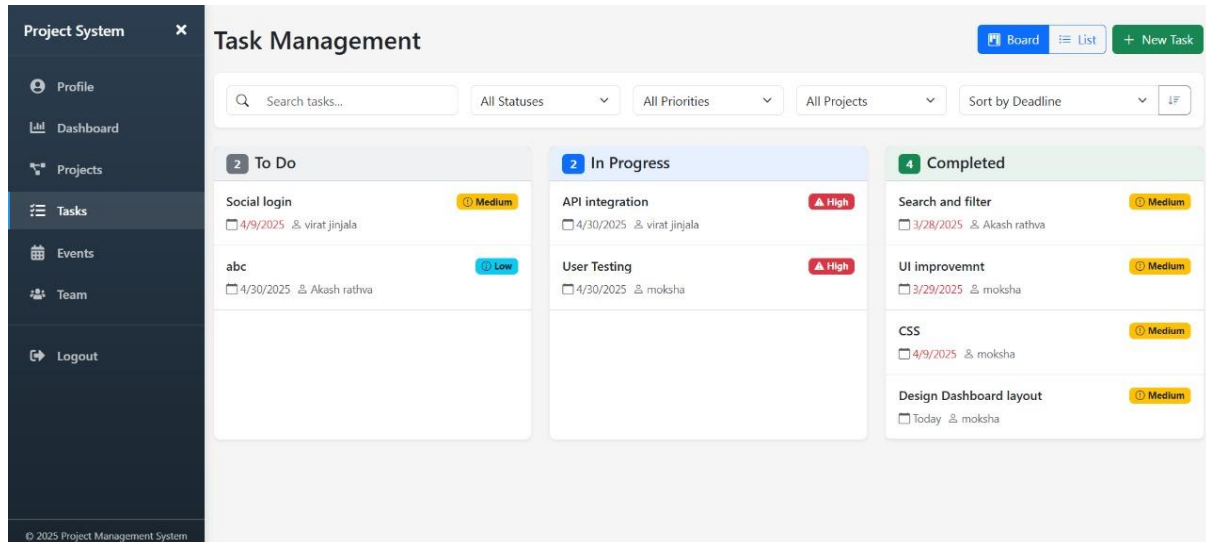 Project System
Profile
Dashboard
Projects
Tasks
Events
Team
Logout
© 2025 Project Management System
Task Management
Board
List
+ New Task
Search tasks...
All Statuses
All Priorities
All Projects
Sort by Deadline
2 To Do
Social login
Medium
4/9/2025 virat jinjala
abc
Low
4/30/2025 Akash rathva
2 In Progress
API integration
High
4/30/2025 virat jinjala
User Testing
High
4/30/2025 moksha
4 Completed
Search and filter
Medium
3/28/2025 Akash rathva
UI improvemnt
Medium
3/29/2025 moksha
CSS
Medium
4/9/2025 moksha
Design Dashboard layout
Medium
Today moksha